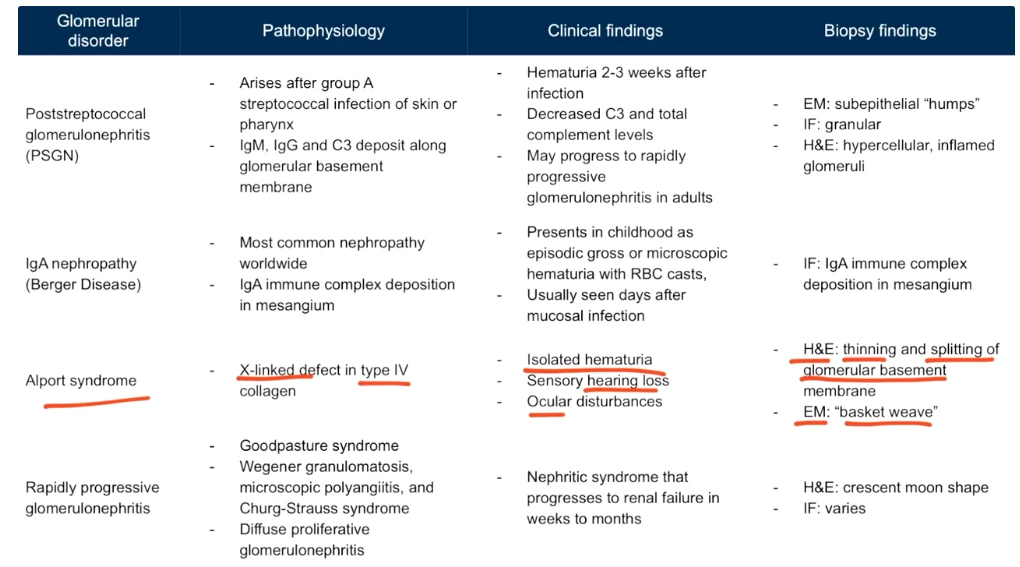 Glomerular
disorder
Pathophysiology
Clinical findings
Biopsy findings
Poststreptococcal
glomerulonephritis
(PSGN)
- Arises after group A
streptococcal infection of skin or
pharynx
- IgM, IgG and C3 deposit along
glomerular basement
membrane
- Hematuria 2-3 weeks after
infection
- Decreased C3 and total
complement levels
- May progress to rapidly
progressive
glomerulonephritis in adults
- EM: subepithelial “humps”
- IF: granular
- H&E: hypercellular, inflamed
glomeruli
IgA nephropathy
(Berger Disease)
- Most common nephropathy
worldwide
- IgA immune complex deposition
in mesangium
- Presents in childhood as
episodic gross or microscopic
hematuria with RBC casts,
- Usually seen days after
mucosal infection
- IF: IgA immune complex
deposition in mesangium
Alport syndrome
- X-linked defect in type IV
collagen
- Isolated hematuria
- Sensory hearing loss
- Ocular disturbances
- H&E: thinning and splitting of
glomerular basement
membrane
- EM: “basket weave”
Rapidly progressive
glomerulonephritis
- Goodpasture syndrome
- Wegener granulomatosis,
microscopic polyangiitis, and
Churg-Strauss syndrome
- Diffuse proliferative
glomerulonephritis
- Nephritic syndrome that
progresses to renal failure in
weeks to months
- H&E: crescent moon shape
- IF: varies